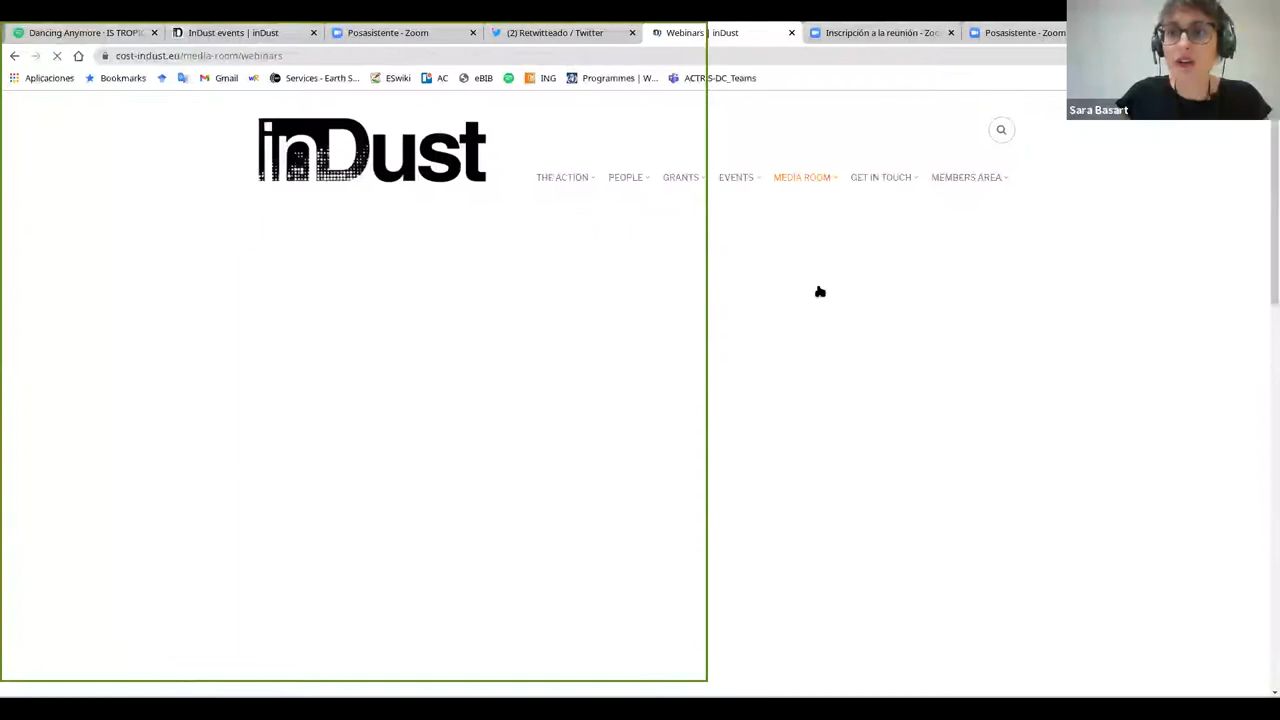 Dancing Anymore · IS TROPI
InDust events | inDust
Posasistente - Zoom
(2) Retwitteado / Twitter
Webinars | inDust
Inscripción a la reunión - Zoo
Posasistente - Zoom
cost-indust.eu/media-room/webinars
Aplicaciones
Bookmarks
Gmail
Services - Earth S...
ESwiki
AC
eBIB
ING
Programmes | W...
ACTRIS-DC_Teams
Sara Basart
inDust
THE ACTION
PEOPLE
GRANTS
EVENTS
MEDIA ROOM
GET IN TOUCH
MEMBERS AREA